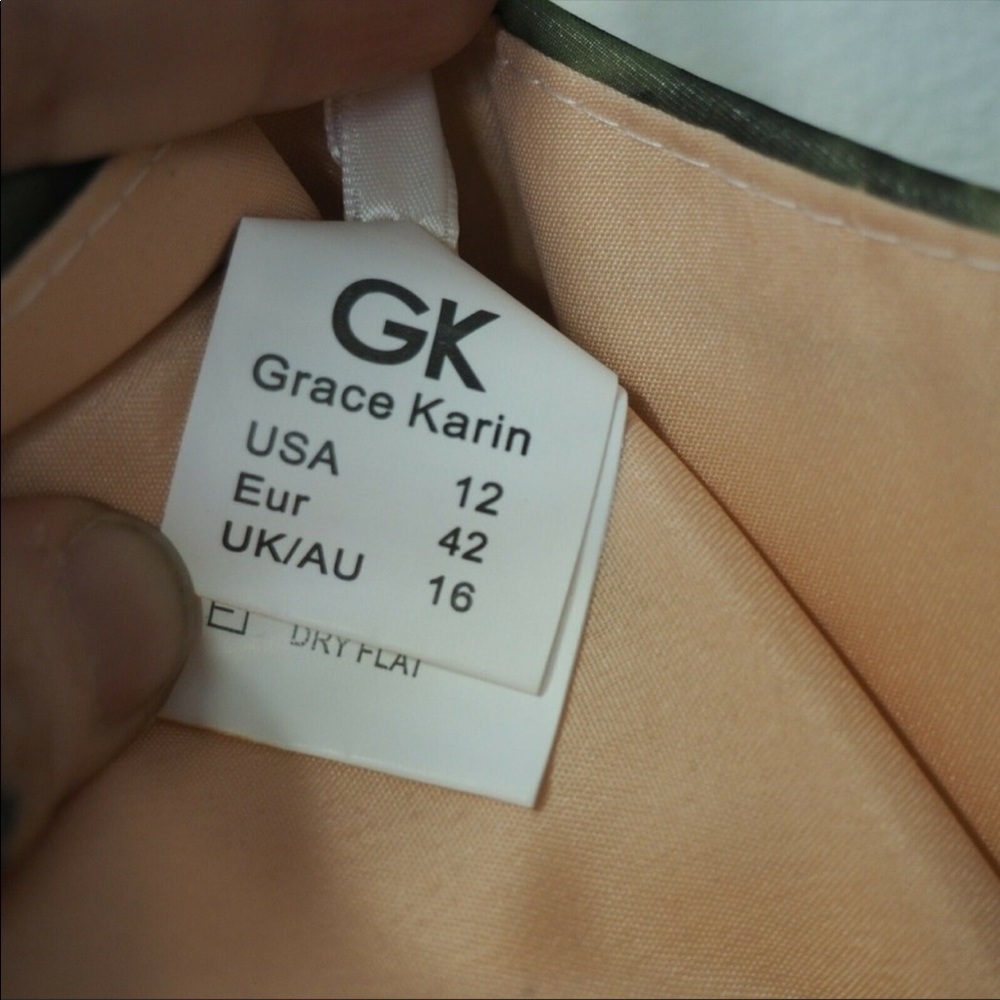 GK
Grace Karin
USA 12
Eur 42
UK/AU 16
DRY FLAT